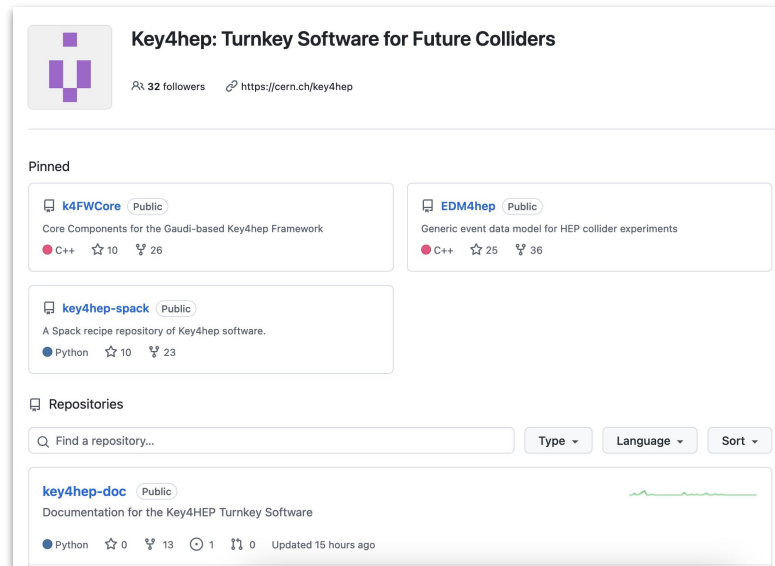 Key4hep: Turnkey Software for Future Colliders
32 followers https://cern.ch/key4hep
Pinned
k4FWCore Public
Core Components for the Gaudi-based Key4hep Framework
C++ 10 26
EDM4hep Public
Generic event data model for HEP collider experiments
C++ 25 36
key4hep-spack Public
A Spack recipe repository of Key4hep software.
Python 10 23
Repositories
Find a repository... Type Language Sort
key4hep-doc Public
Documentation for the Key4HEP Turnkey Software
Python 0 13 1 0 Updated 15 hours ago